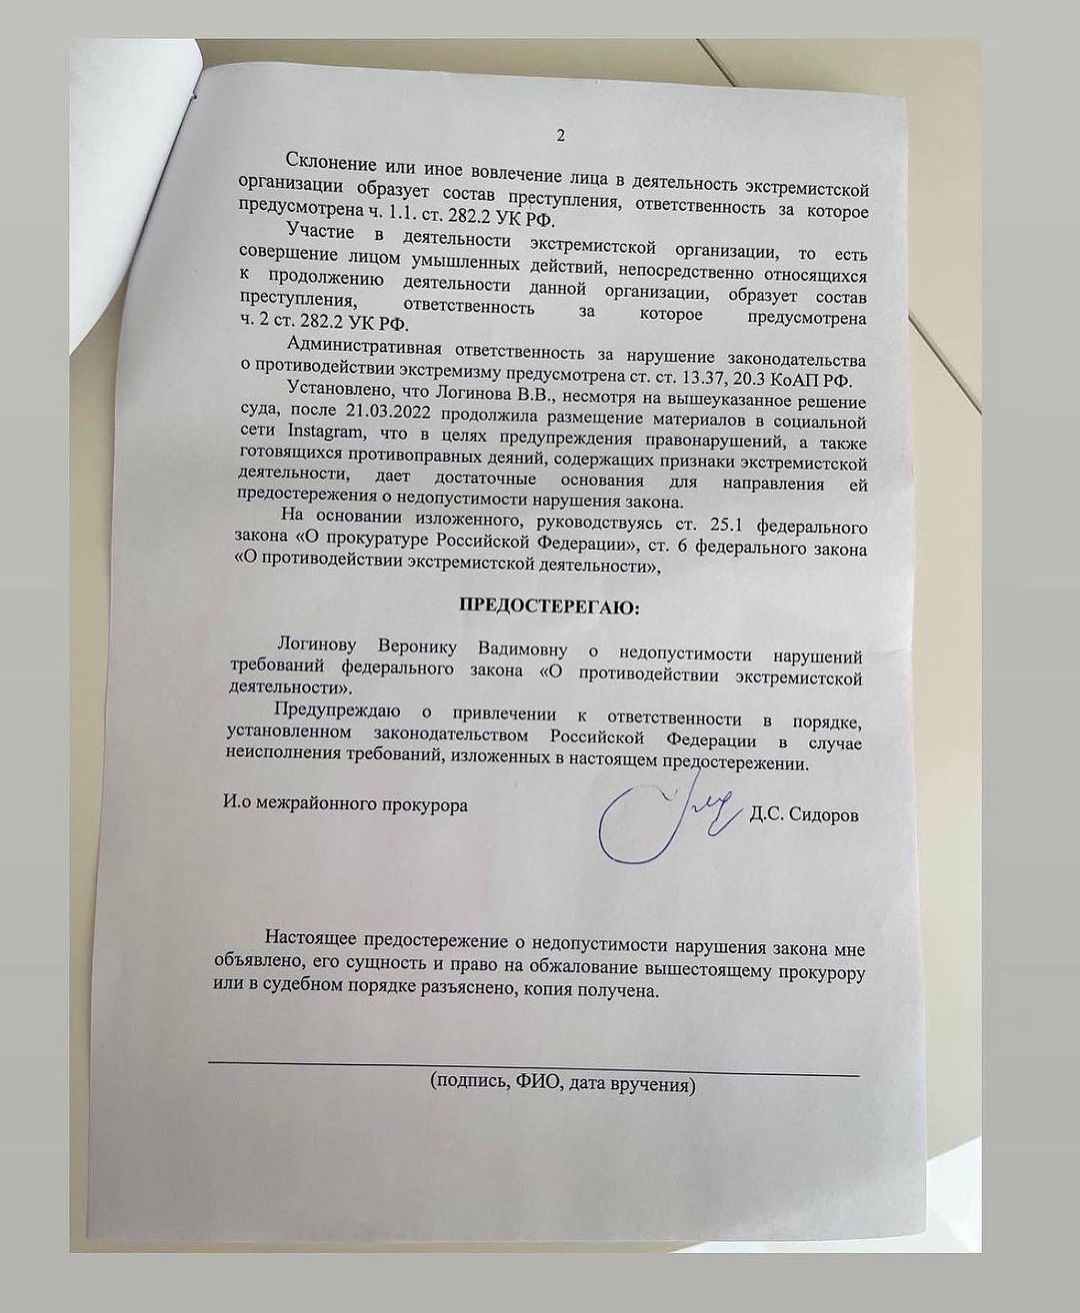 2
Склонение или иное вовлечение лица в деятельность экстремистской
организации образует состав преступления, ответственность за которое
предусмотрена ч. 1.1. ст. 282.2 УК РФ.
Участие в деятельности экстремистской организации, то есть
совершение лицом умышленных действий, непосредственно относящихся
к продолжению деятельности данной организации, образует состав
преступления, ответственность за которое предусмотрена
ч. 2 ст. 282.2 УК РФ.
Административная ответственность за нарушение законодательства
о противодействии экстремизму предусмотрена ст. ст. 13.37, 20.3 КоАП РФ.
Установлено, что Логинова В.В., несмотря на вышеуказанное решение
суда, после 21.03.2022 продолжила размещение материалов в социальной
сети Instagram, что в целях предупреждения правонарушений, а также
готовящихся противоправных деяний, содержащих признаки экстремистской
деятельности, дает достаточные основания для направления ей
предостережения о недопустимости нарушения закона.
На основании изложенного, руководствуясь ст. 25.1 федерального
закона «О прокуратуре Российской Федерации», ст. 6 федерального закона
«О противодействии экстремистской деятельности»,
ПРЕДОСТЕРЕГАЮ:
Логинову Веронику Вадимовну о недопустимости нарушений
требований федерального закона «О противодействии экстремистской
деятельности».
Предупреждаю о привлечении к ответственности в порядке,
установленном законодательством Российской Федерации в случае
неисполнения требований, изложенных в настоящем предостережении.
И.о межрайонного прокурора Д.С. Сидоров
Настоящее предостережение о недопустимости нарушения закона мне
объявлено, его сущность и право на обжалование вышестоящему прокурору
или в судебном порядке разъяснено, копия получена.
(подпись, ФИО, дата вручения)